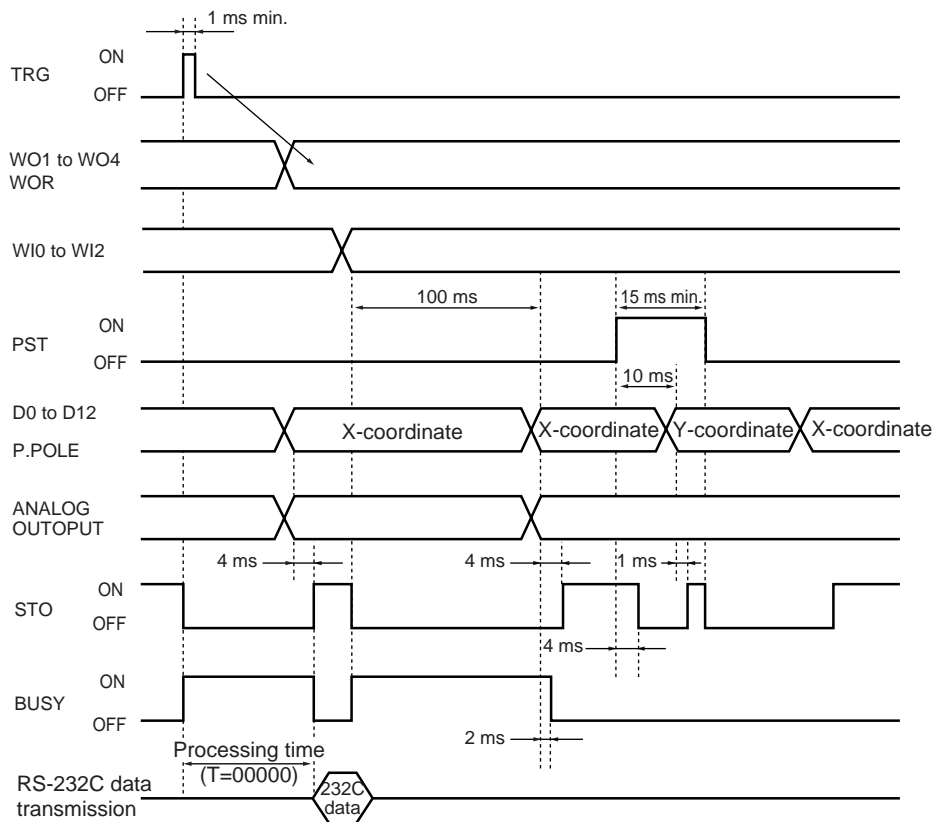 1 ms min.
ON
TRG
OFF
WO1 to WO4
WOR
WI0 to WI2
100 ms
15 ms min.
ON
PST
OFF
10 ms
D0 to D12
X-coordinate
X-coordinate
Y-coordinate
X-coordinate
P.POLE
ANALOG
OUTOPUT
4 ms
4 ms
1 ms
ON
STO
OFF
4 ms
ON
BUSY
OFF
2 ms
Processing time
(T=00000)
RS-232C data
transmission
232C
data